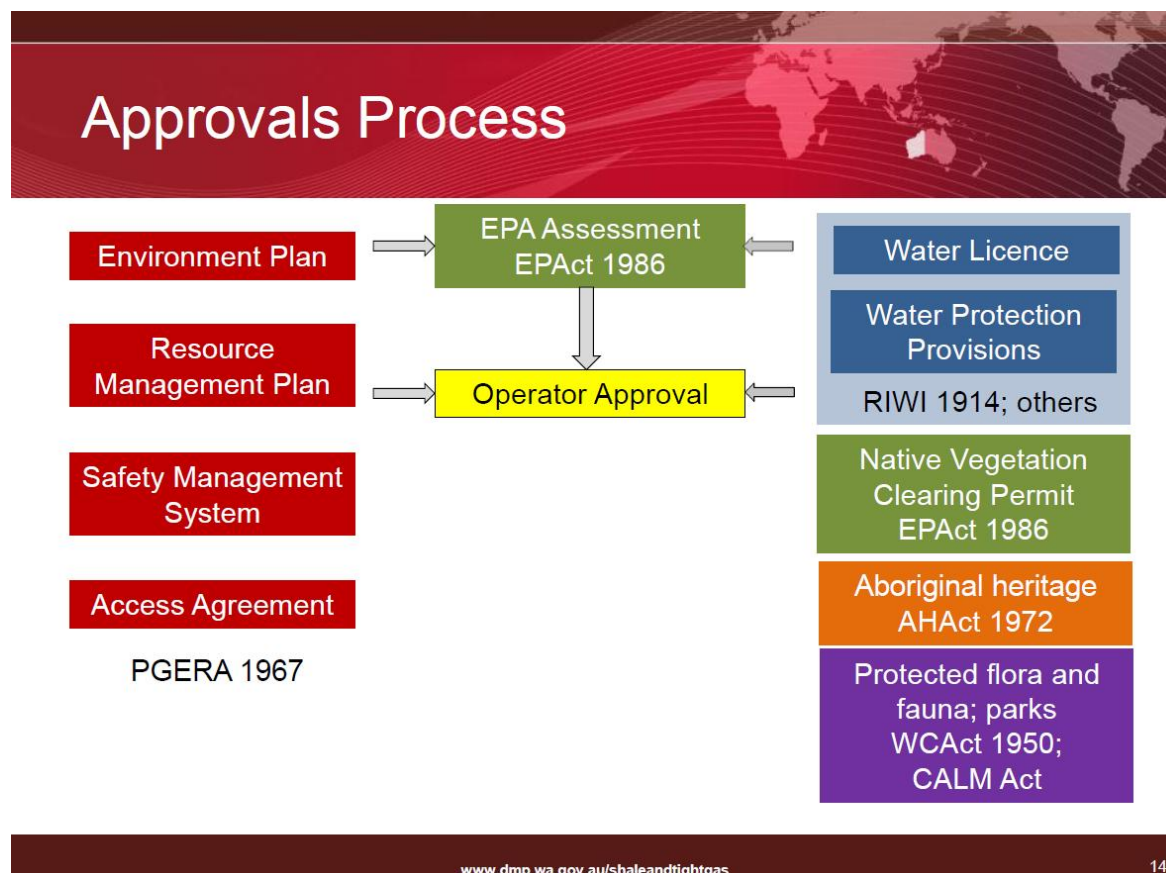 Approvals Process
Environment Plan
Resource
Management Plan
Safety Management
System
Access Agreement
PGERA 1967
EPA Assessment
EPAct 1986
Operator Approval
Water Licence
Water Protection
Provisions
RIWI 1914; others
Native Vegetation
Clearing Permit
EPAct 1986
Aboriginal heritage
AHAct 1972
Protected flora and
fauna; parks
WCAct 1950;
CALM Act
www.dmp.wa.gov.au/shaleandtightgas
14